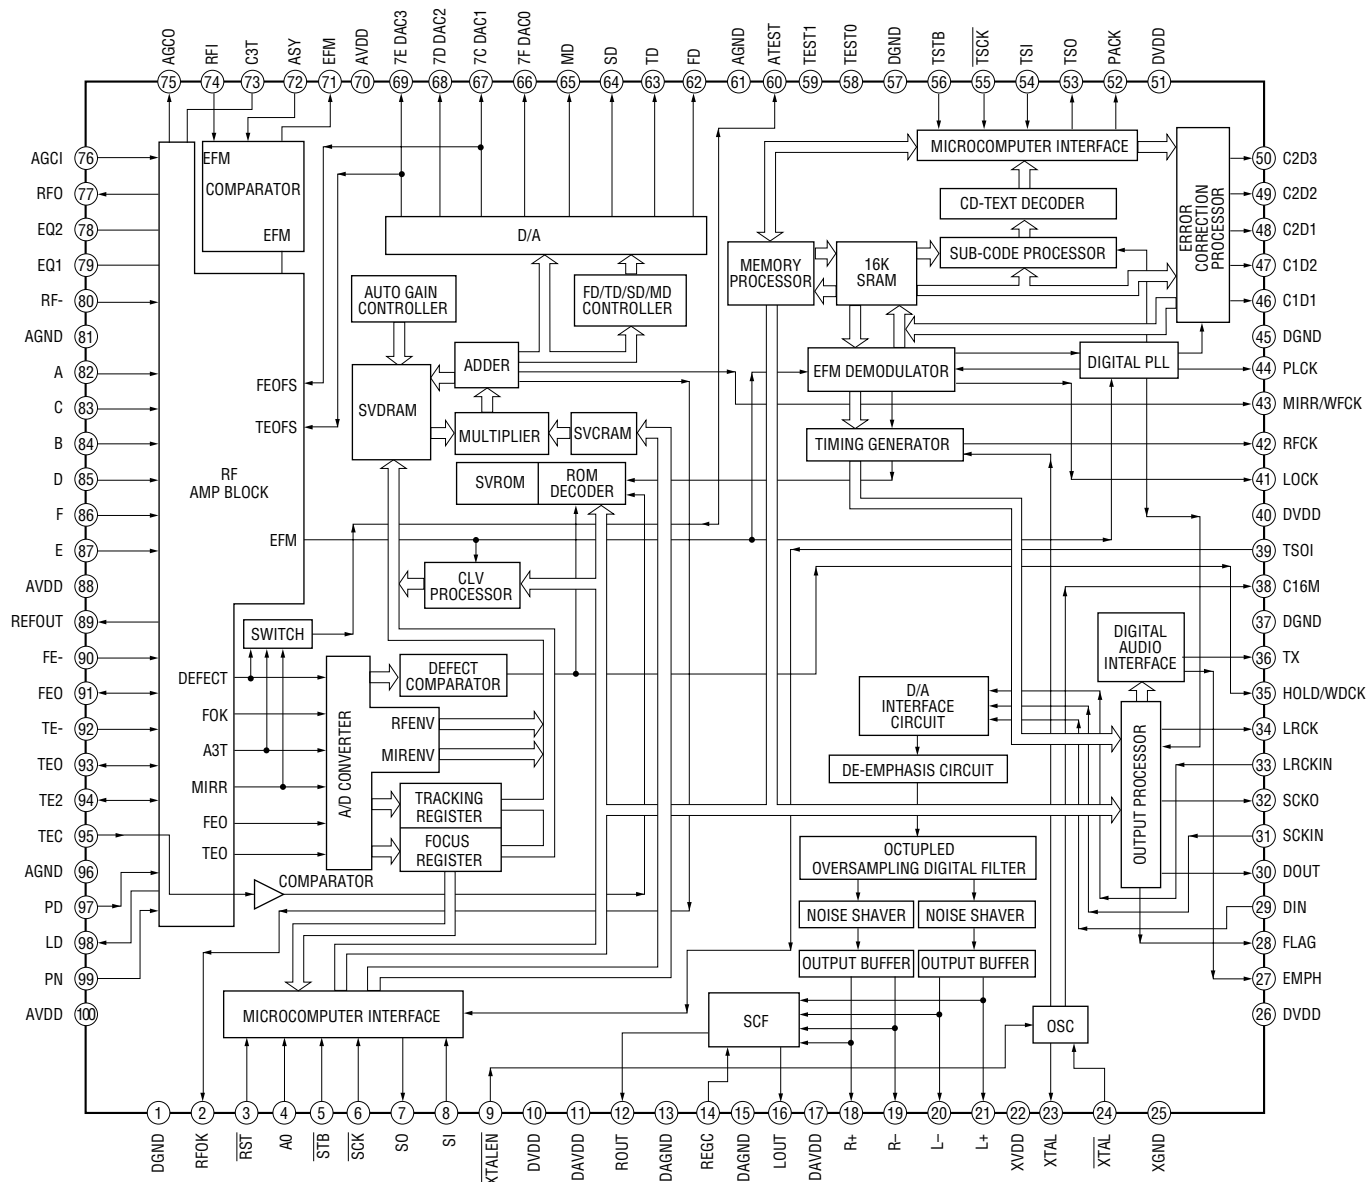 AGCO
RFI
C3T
ASY
EFM
AVDD
7E DAC3
7D DAC2
7C DAC1
7F DAC0
MD
SD
TD
FD
AGND
ATEST
TEST1
TEST0
DGND
TSTB
TSCK
TSI
TSO
PACK
DVDD
75
74
73
72
71
70
69
68
67
66
65
64
63
62
61
60
59
58
57
56
55
54
53
52
51
AGCI 76
RFO 77
EQ2 78
EQ1 79
RF- 80
AGND 81
A 82
C 83
B 84
D 85
F 86
E 87
AVDD 88
REFOUT 89
FE- 90
FEO 91
TE- 92
TEO 93
TE2 94
TEC 95
AGND 96
PD 97
LD 98
PN 99
AVDD 100
50 C2D3
49 C2D2
48 C2D1
47 C1D2
46 C1D1
45 DGND
44 PLCK
43 MIRR/WFCK
42 RFCK
41 LOCK
40 DVDD
39 TSOI
38 C16M
37 DGND
36 TX
35 HOLD/WDCK
34 LRCK
33 LRCKIN
32 SCKO
31 SCKIN
30 DOUT
29 DIN
28 FLAG
27 EMPH
26 DVDD
EFM
COMPARATOR
EFM
RF
AMP BLOCK
FEOFS
TEOFS
EFM
DEFECT
FOK
A3T
MIRR
FEO
TEO
SWITCH
COMPARATOR
A/D CONVERTER
D/A
AUTO GAIN
CONTROLLER
FD/TD/SD/MD
CONTROLLER
SVDRAM
ADDER
MULTIPLIER
SVCRAM
SVROM
ROM
DECODER
CLV
PROCESSOR
DEFECT
COMPARATOR
RFENV
MIRENV
TRACKING
REGISTER
FOCUS
REGISTER
MICROCOMPUTER INTERFACE
MICROCOMPUTER INTERFACE
CD-TEXT DECODER
SUB-CODE PROCESSOR
MEMORY
PROCESSOR
16K
SRAM
ERROR
CORRECTION
PROCESSOR
EFM DEMODULATOR
DIGITAL PLL
TIMING GENERATOR
DIGITAL
AUDIO
INTERFACE
D/A
INTERFACE
CIRCUIT
DE-EMPHASIS CIRCUIT
OUTPUT PROCESSOR
OCTUPLED
OVERSAMPLING DIGITAL FILTER
NOISE SHAVER
NOISE SHAVER
OUTPUT BUFFER
OUTPUT BUFFER
SCF
OSC
1
2
3
4
5
6
7
8
9
10
11
12
13
14
15
16
17
18
19
20
21
22
23
24
25
DGND
RFOK
RST
A0
STB
SCK
SO
SI
XTALEN
DVDD
DAVDD
ROUT
DAGND
REGC
DAGND
LOUT
DAVDD
R+
R−
L−
L+
XVDD
XTAL
XTAL
XGND